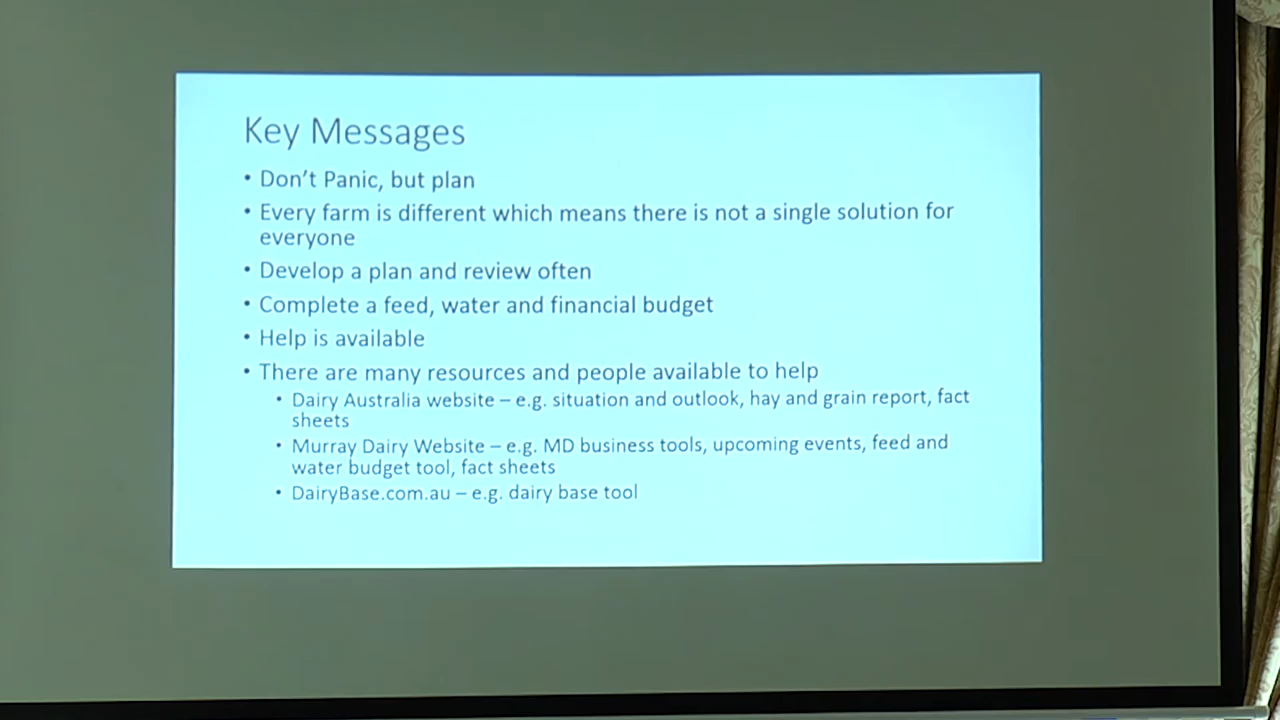 Key Messages
• Don't Panic, but plan
• Every farm is different which means there is not a single solution for
everyone
• Develop a plan and review often
• Complete a feed, water and financial budget
• Help is available
• There are many resources and people available to help
• Dairy Australia website – e.g. situation and outlook, hay and grain report, fact
sheets
• Murray Dairy Website – e.g. MD business tools, upcoming events, feed and
water budget tool, fact sheets
• DairyBase.com.au – e.g. dairy base tool